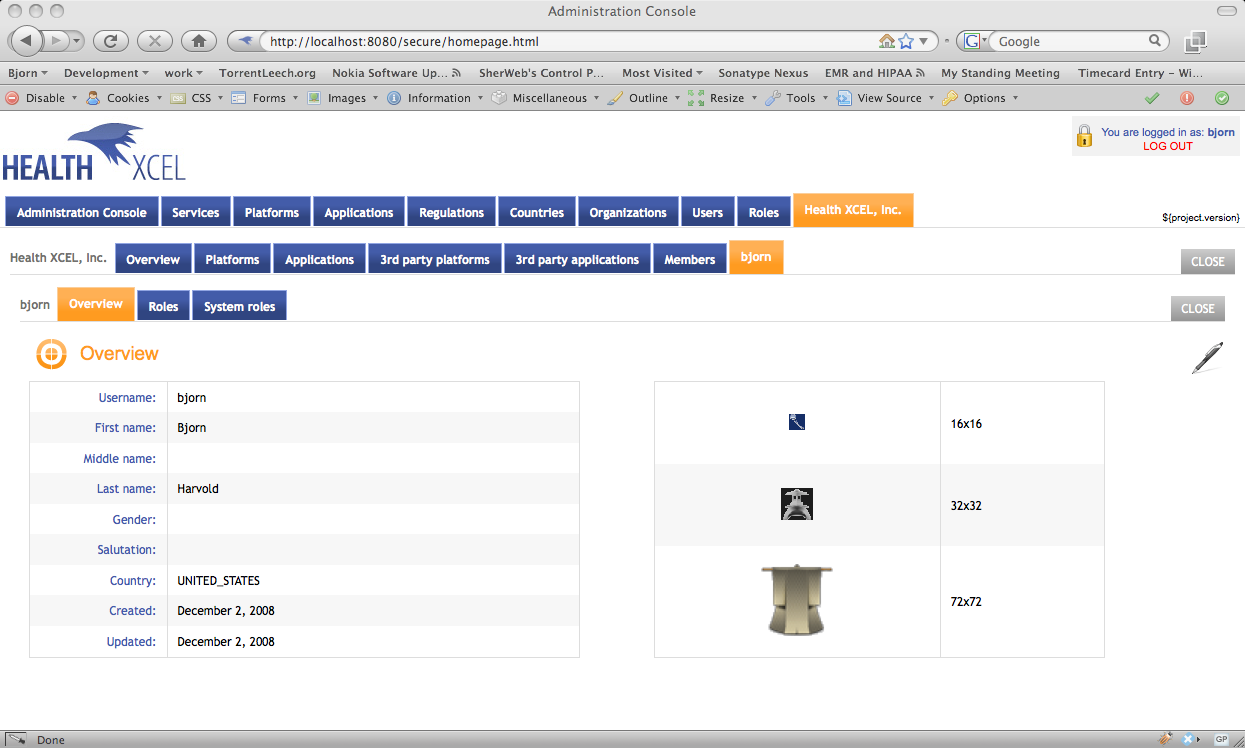 Administration Console
http://localhost:8080/secure/homepage.html
G
Google
Bjorn Development work TorrentLeech.org Nokia Software Up... SherWeb's Control P... Most Visited Sonatype Nexus EMR and HIPAA My Standing Meeting Timecard Entry – Wi...
Disable Cookies CSS CSS Forms Images Information Miscellaneous Outline Resize Tools View Source Options
HEALTH XCEL
You are logged in as: bjorn
LOG OUT
Administration Console Services Platforms Applications Regulations Countries Organizations Users Roles Health XCEL, Inc.
${project.version}
Health XCEL, Inc. Overview Platforms Applications 3rd party platforms 3rd party applications Members bjorn CLOSE
bjorn Overview Roles System roles CLOSE
Overview
Username: bjorn
First name: Bjorn
Middle name:
Last name: Harvold
Gender:
Salutation:
Country: UNITED_STATES
Created: December 2, 2008
Updated: December 2, 2008
16x16
32x32
72x72
Done
GP